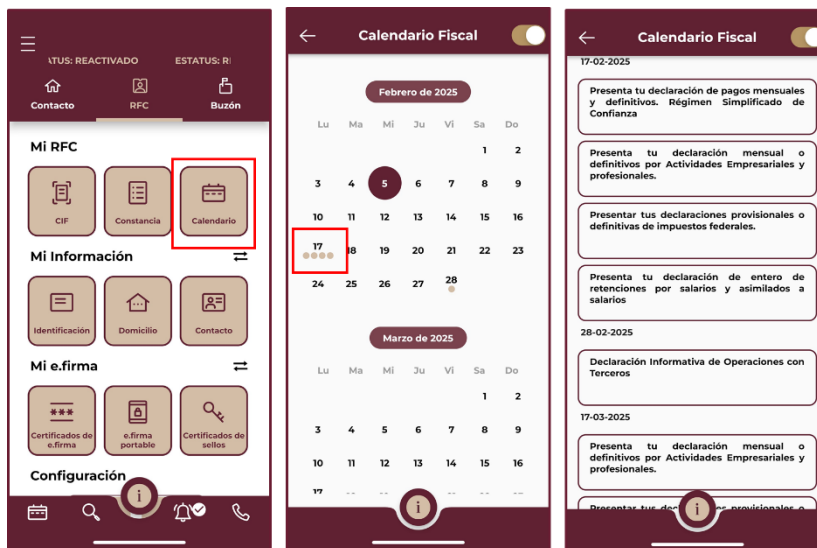 ATUS: REACTIVADO ESTATUS: R
Contacto RFC Buzón
Mi RFC
CIF Constancia Calendario
Mi Información
Identificación Domicilio Contacto
Mi e.firma
***
Certificados de e.firma
e.firma portable
Certificados de sellos
Configuración
i
Calendario Fiscal
Febrero de 2025
Lu Ma Mi Ju Vi Sa Do
1 2
3 4 5 6 7 8 9
10 11 12 13 14 15 16
17 18 19 20 21 22 23
24 25 26 27 28
Marzo de 2025
Lu Ma Mi Ju Vi Sa Do
1 2
3 4 5 6 7 8 9
10 11 12 13 14 15 16
17
i
Calendario Fiscal
17-02-2025
Presenta tu declaración de pagos mensuales
y definitivos. Régimen Simplificado de
Confianza
Presenta tu declaración mensual o
definitivos por Actividades Empresariales y
profesionales.
Presentar tus declaraciones provisionales o
definitivas de impuestos federales.
Presenta tu declaración de entero de
retenciones por salarios y asimilados a
salarios
28-02-2025
Declaración Informativa de Operaciones con
Terceros
17-03-2025
Presenta tu declaración mensual o
definitivos por Actividades Empresariales y
profesionales.
Presentar tus provisionales o
i